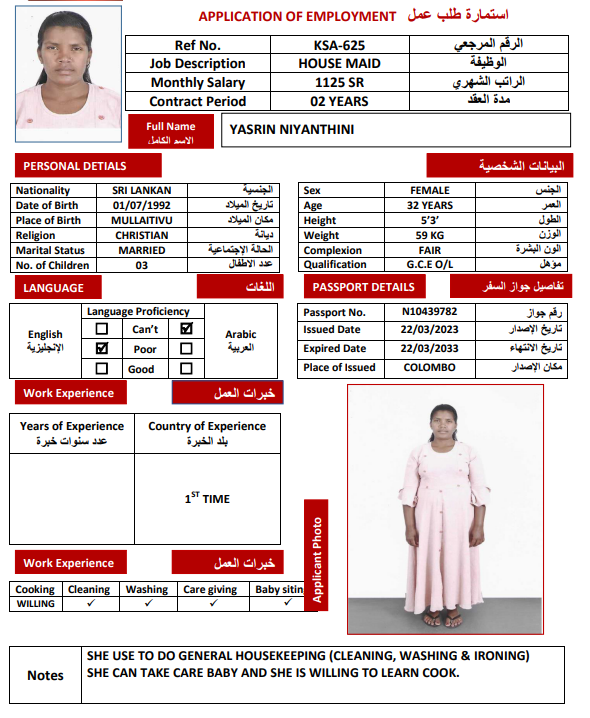 APPLICATION OF EMPLOYMENT استمارة طلب عمل
Ref No. KSA-625 الرقم المرجعي
Job Description HOUSE MAID الوظيفة
Monthly Salary 1125 SR الراتب الشهري
Contract Period 02 YEARS مدة العقد
Full Name YASRIN NIYANTHINI
الاسم الكامل
PERSONAL DETIALS البيانات الشخصية
Nationality SRI LANKAN الجنسية
Date of Birth 01/07/1992 تاريخ الميلاد
Place of Birth MULLAITIVU مكان الميلاد
Religion CHRISTIAN ديانة
Marital Status MARRIED الحالة الإجتماعية
No. of Children 03 عدد الاطفال
Sex FEMALE الجنس
Age 32 YEARS العمر
Height 5'3' الطول
Weight 59 KG الوزن
Complexion FAIR الون البشرة
Qualification G.C.E O/L مؤهل
LANGUAGE اللغات
Language Proficiency
English
الإنجليزية
Can't
Poor
Good
Arabic
العربية
PASSPORT DETAILS تفاصيل جواز السفر
Passport No. N10439782 رقم جواز
Issued Date 22/03/2023 تاريخ الإصدار
Expired Date 22/03/2033 تاريخ الانتهاء
Place of Issued COLOMBO مكان الإصدار
Work Experience خبرات العمل
Years of Experience
عدد سنوات خبرة
Country of Experience
بلد الخبرة
1ST TIME
Applicant Photo
Work Experience خبرات العمل
Cooking Cleaning Washing Care giving Baby siting
WILLING ✓ ✓ ✓ ✓
Notes
SHE USE TO DO GENERAL HOUSEKEEPING (CLEANING, WASHING & IRONING)
SHE CAN TAKE CARE BABY AND SHE IS WILLING TO LEARN COOK.